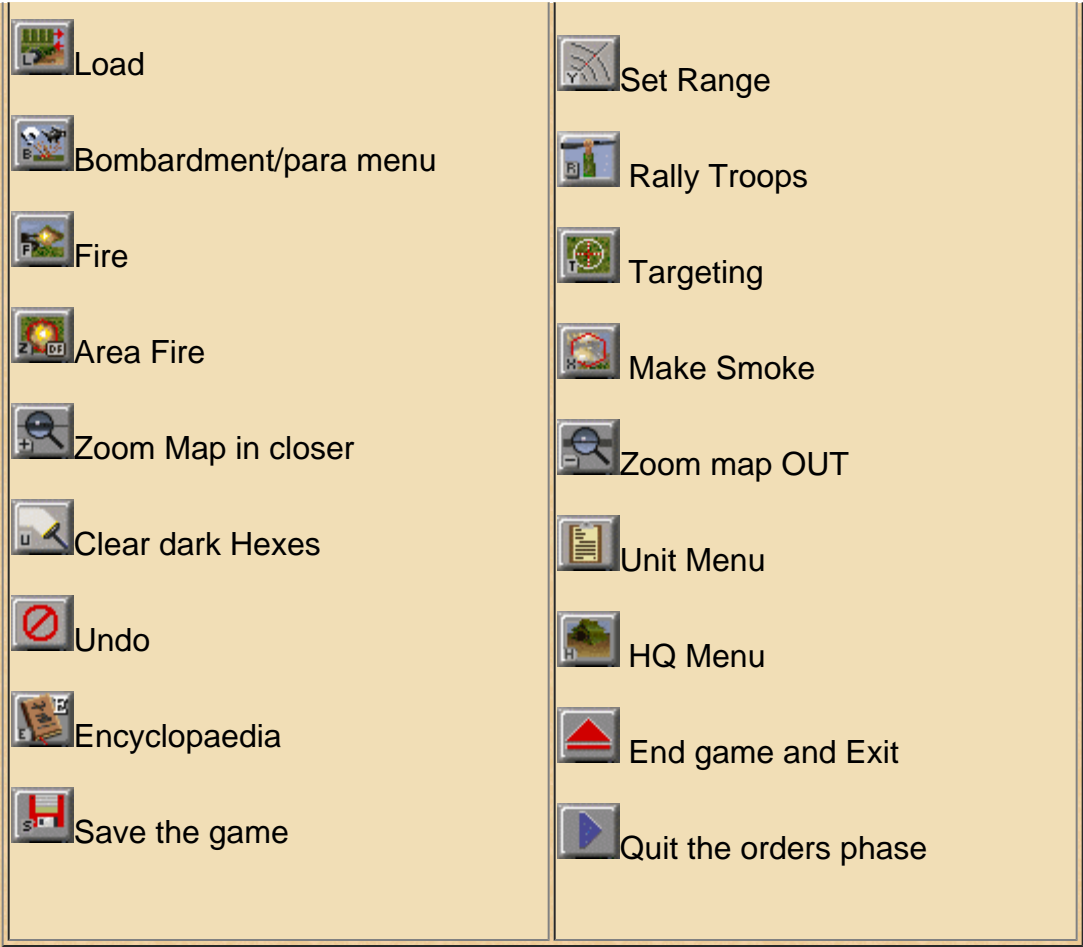 L
Load
B
Bombardment/para menu
F
Fire
Z DF
Area Fire
+
Zoom Map in closer
U
Clear dark Hexes
Undo
E E
Encyclopaedia
S
Save the game
Y
Set Range
R
Rally Troops
T
Targeting
X
Make Smoke
-
Zoom map OUT
Unit Menu
H
HQ Menu
End game and Exit
Quit the orders phase